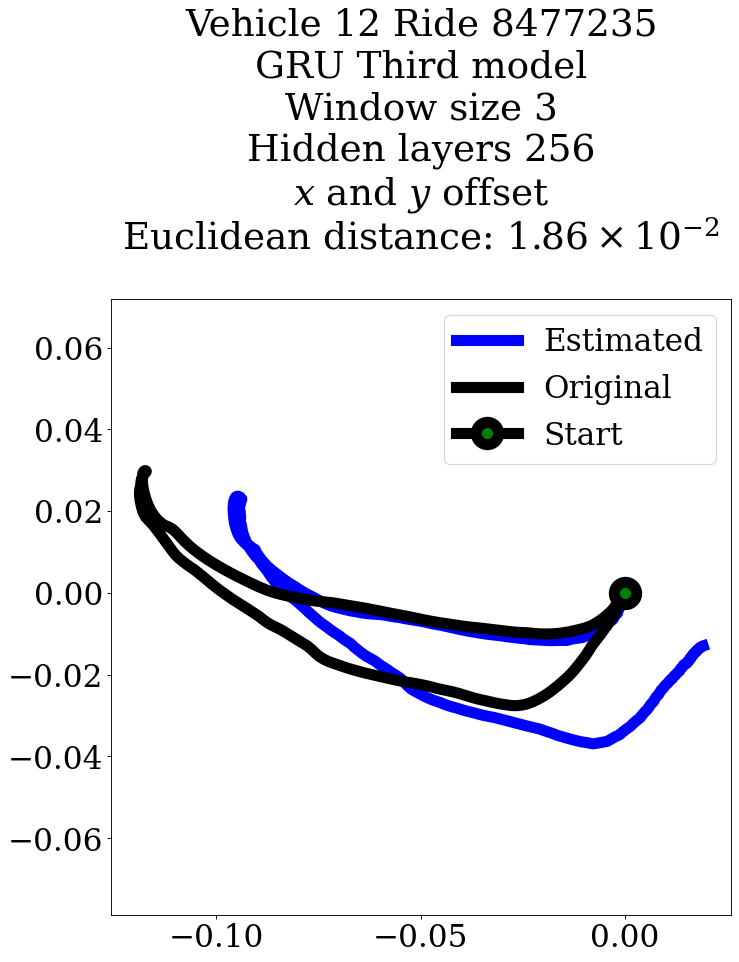 Vehicle 12 Ride 8477235
GRU Third model
Window size 3
Hidden layers 256
x and y offset
Euclidean distance: 1.86 × 10⁻²
Estimated
Original
Start
0.06
0.04
0.02
0.00
−0.02
−0.04
−0.06
−0.10
−0.05
0.00